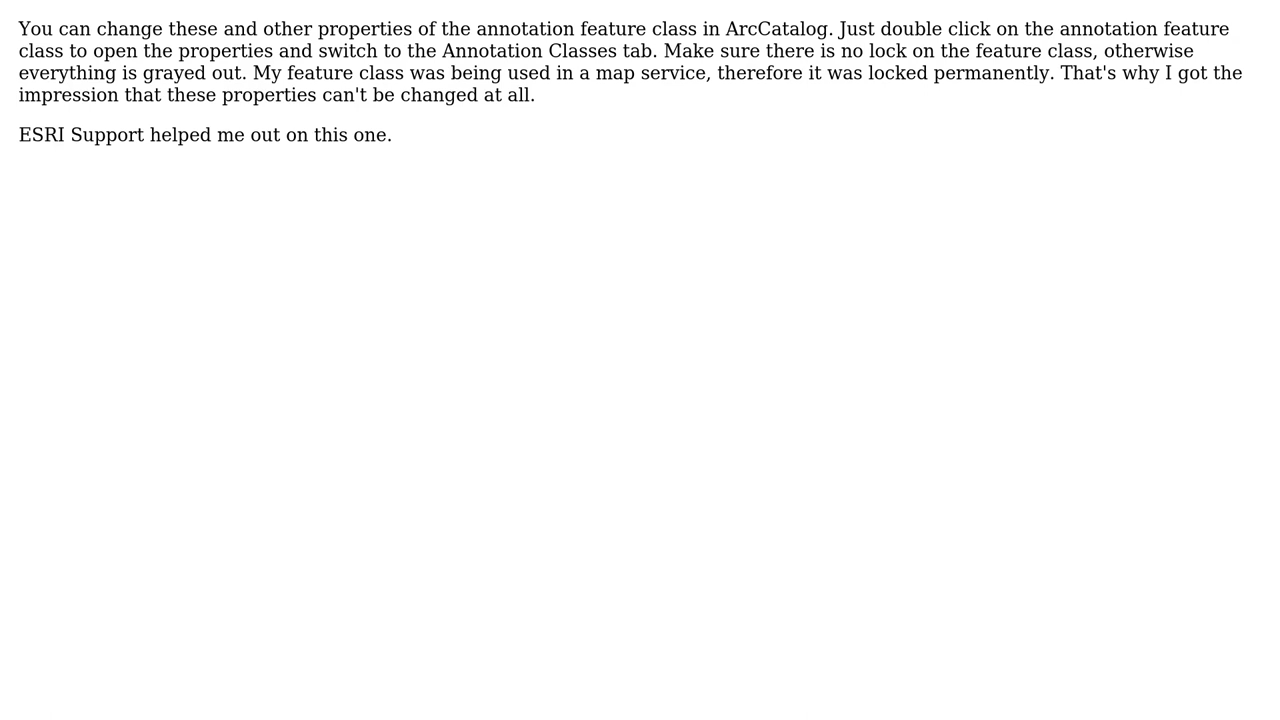 You can change these and other properties of the annotation feature class in ArcCatalog. Just double click on the annotation feature
class to open the properties and switch to the Annotation Classes tab. Make sure there is no lock on the feature class, otherwise
everything is grayed out. My feature class was being used in a map service, therefore it was locked permanently. That's why I got the
impression that these properties can't be changed at all.
ESRI Support helped me out on this one.